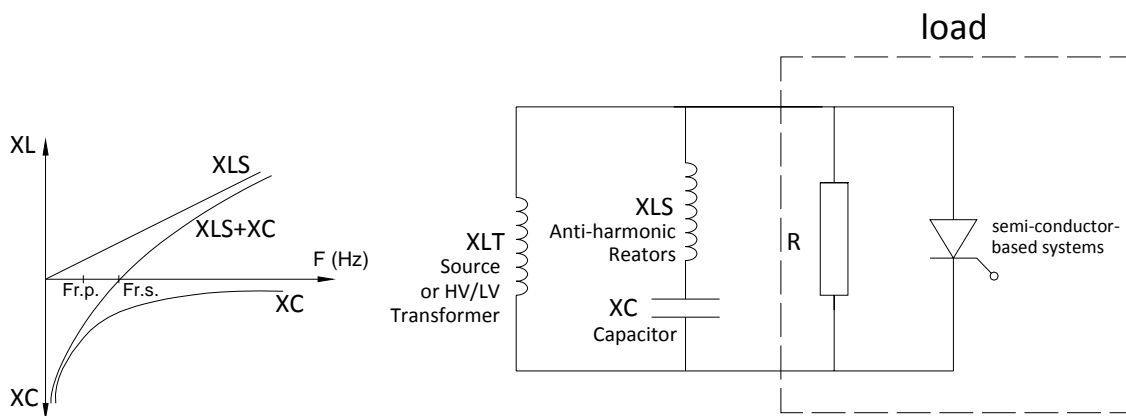 XL
XLS
XLS+XC
F (Hz)
Fr.p.
Fr.s.
XC
XC
load
XLT
Source
or HV/LV
Transformer
XLS
Anti-harmonic
Reators
XC
Capacitor
R
semi-conductor-
based systems